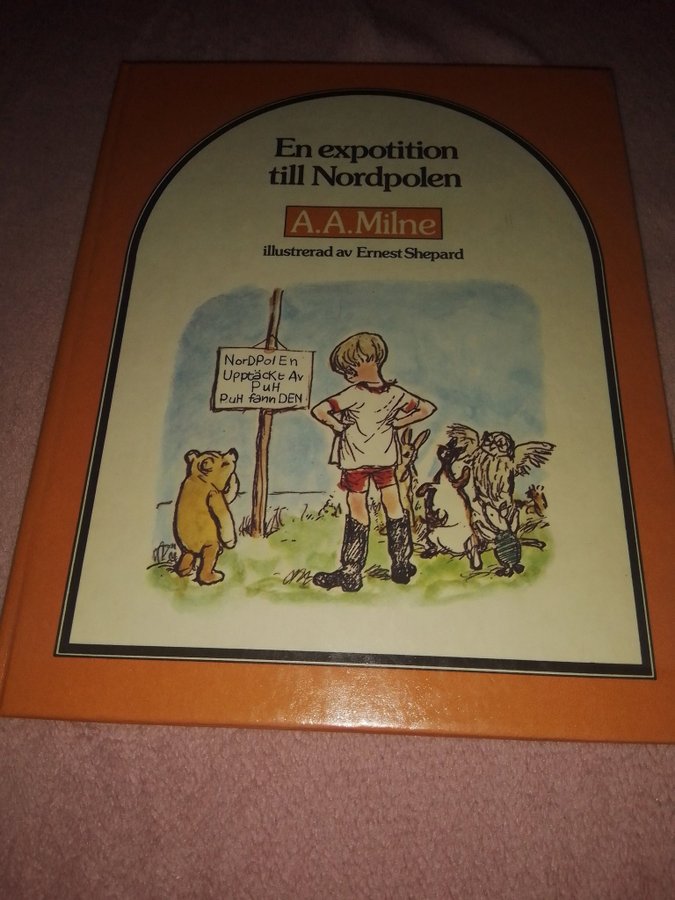 En expotition
till Nordpolen
A.A.Milne
illustrerad av Ernest Shepard
NorDPolEn
Upptäckt Av
PuH
PuH fann DEN